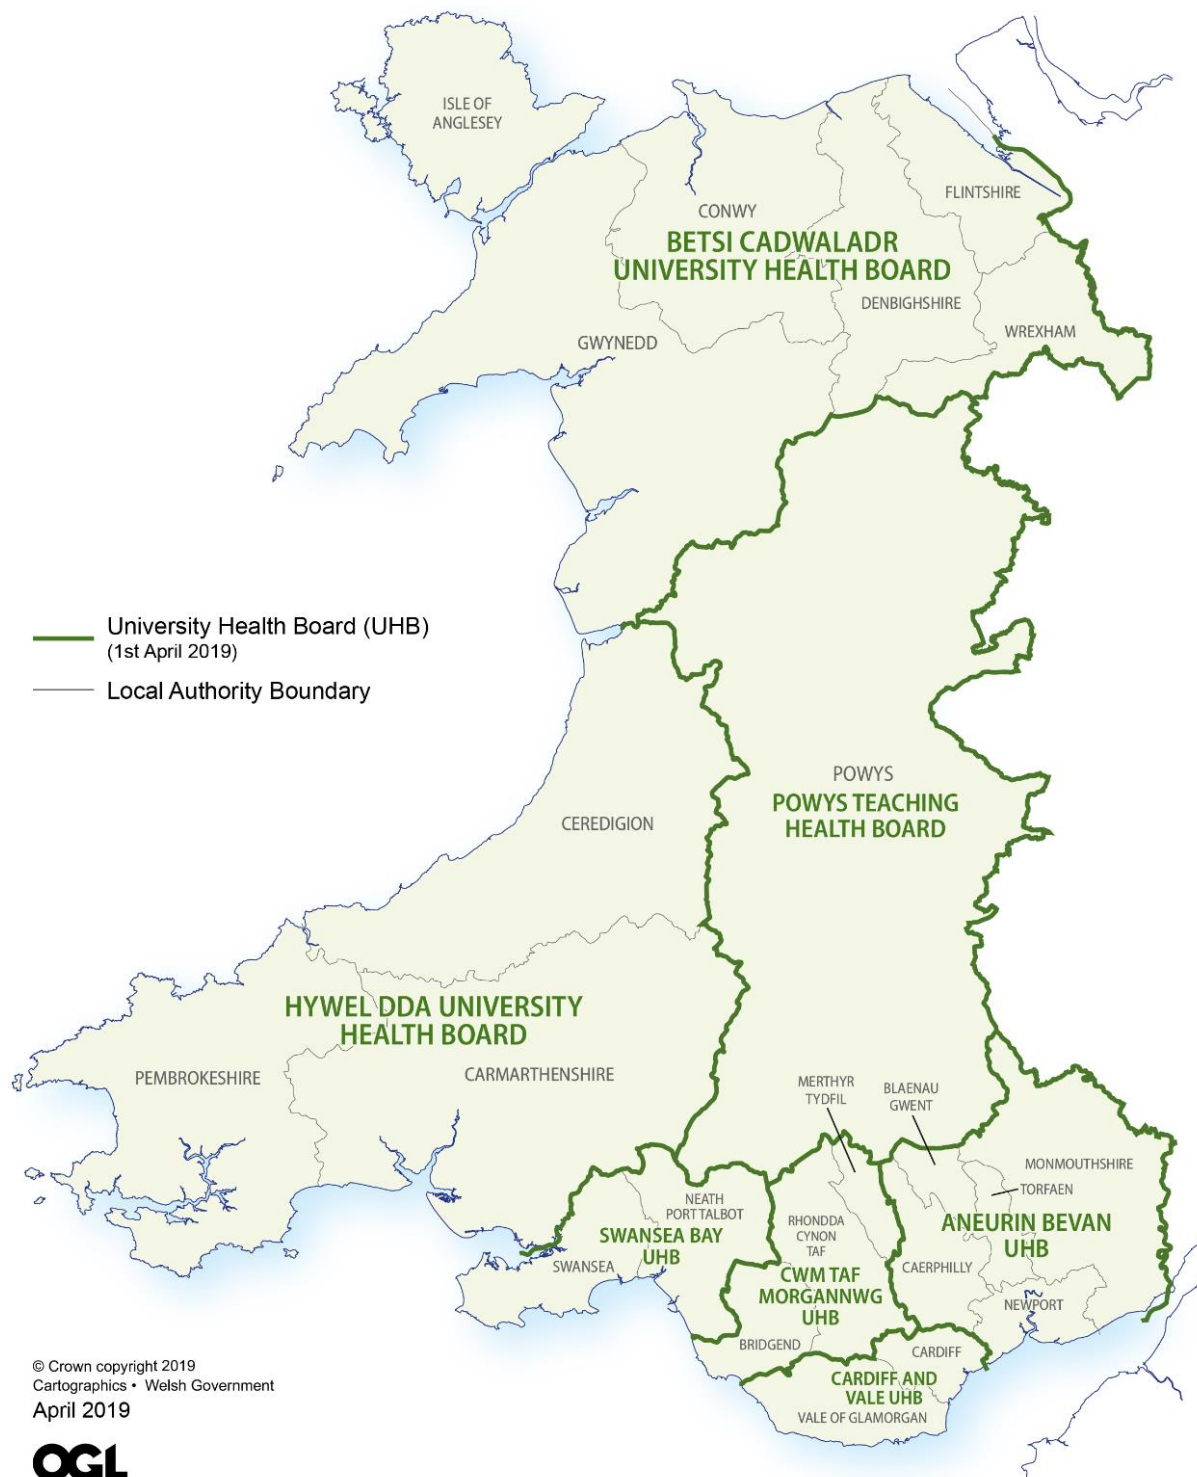 ISLE OF
ANGLESEY
FLINTSHIRE
CONWY
BETSI CADWALADR
UNIVERSITY HEALTH BOARD
DENBIGHSHIRE
WREXHAM
GWYNEDD
University Health Board (UHB)
(1st April 2019)
Local Authority Boundary
POWYS
POWYS TEACHING
HEALTH BOARD
CEREDIGION
HYWEL DDA UNIVERSITY
HEALTH BOARD
PEMBROKESHIRE
CARMARTHENSHIRE
MERTHYR
TYDFIL
BLAENAU
GWENT
MONMOUTHSHIRE
TORFAEN
NEATH
PORT TALBOT
SWANSEA BAY
UHB
SWANSEA
RHONDDA
CYNON
TAF
ANEURIN BEVAN
UHB
CAERPHILLY
CWM TAF
MORGANNWG
UHB
NEWPORT
BRIDGEND
CARDIFF
CARDIFF AND
VALE UHB
VALE OF GLAMORGAN
© Crown copyright 2019
Cartographics • Welsh Government
April 2019
OGL